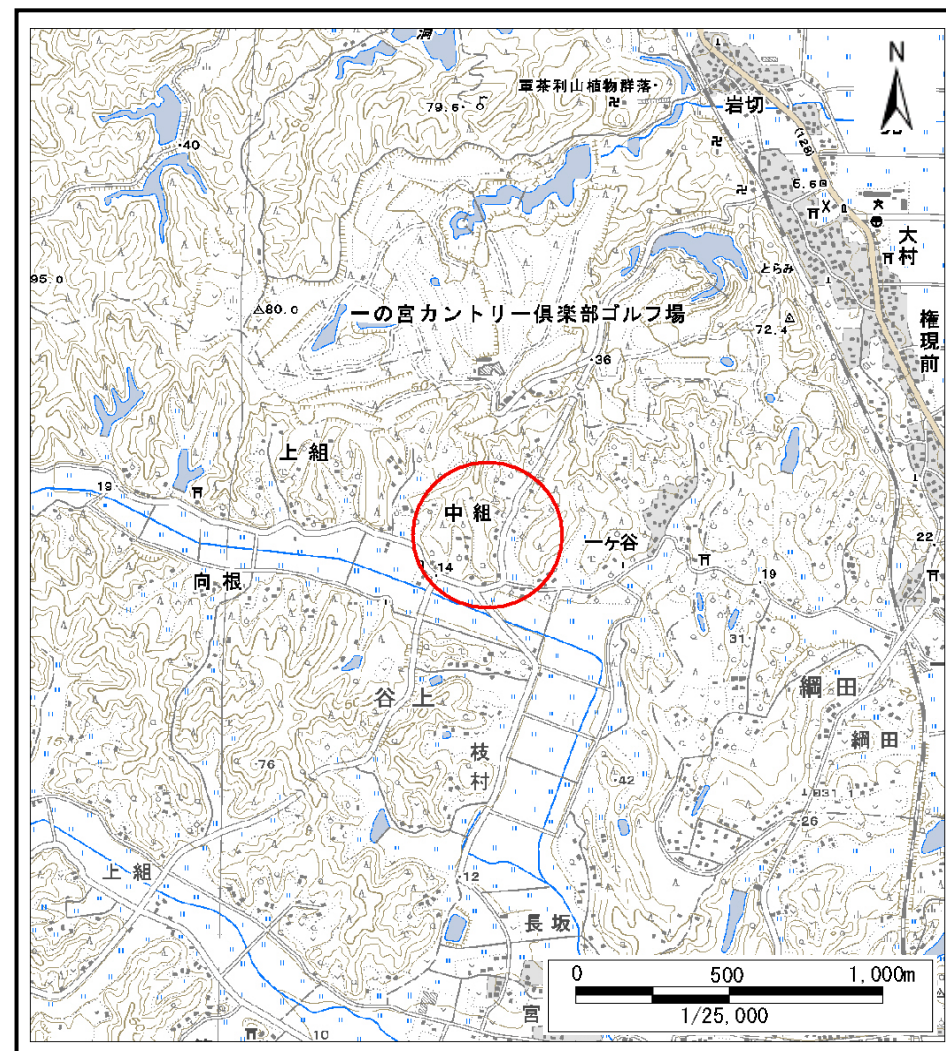 洞
軍茶利山植物群落
79.6
岩切
N
(128)
40
6.6
大村
とらみ
95.0
80.0
一の宮カントリー倶楽部ゴルフ場
72.4
権現前
36
上組
19
中組
一ケ谷
22
14
19
向根
31
谷上
綱田
枝村
綱田
76
42
26
上組
12
長坂
宮
10
0 500 1,000m
1/25,000